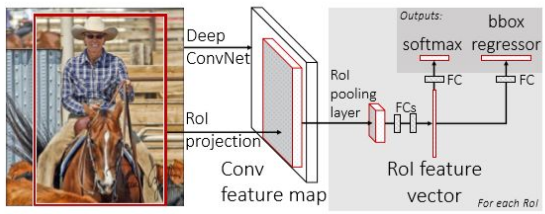 Deep
ConvNet
RoI
projection
Conv
feature map
RoI
pooling
layer
FCs
RoI feature
vector
Outputs:
softmax
bbox
regressor
FC
FC
For each RoI